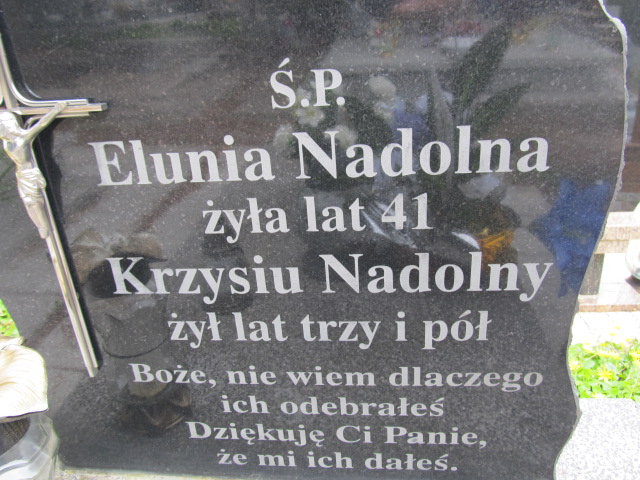 Ś.P.
Elunia Nadolna
żyła lat 41
Krzysiu Nadolny
żył lat trzy i pół
Boże, nie wiem dlaczego
ich odebrałeś
Dziękuję Ci Panie,
że mi ich dałeś.